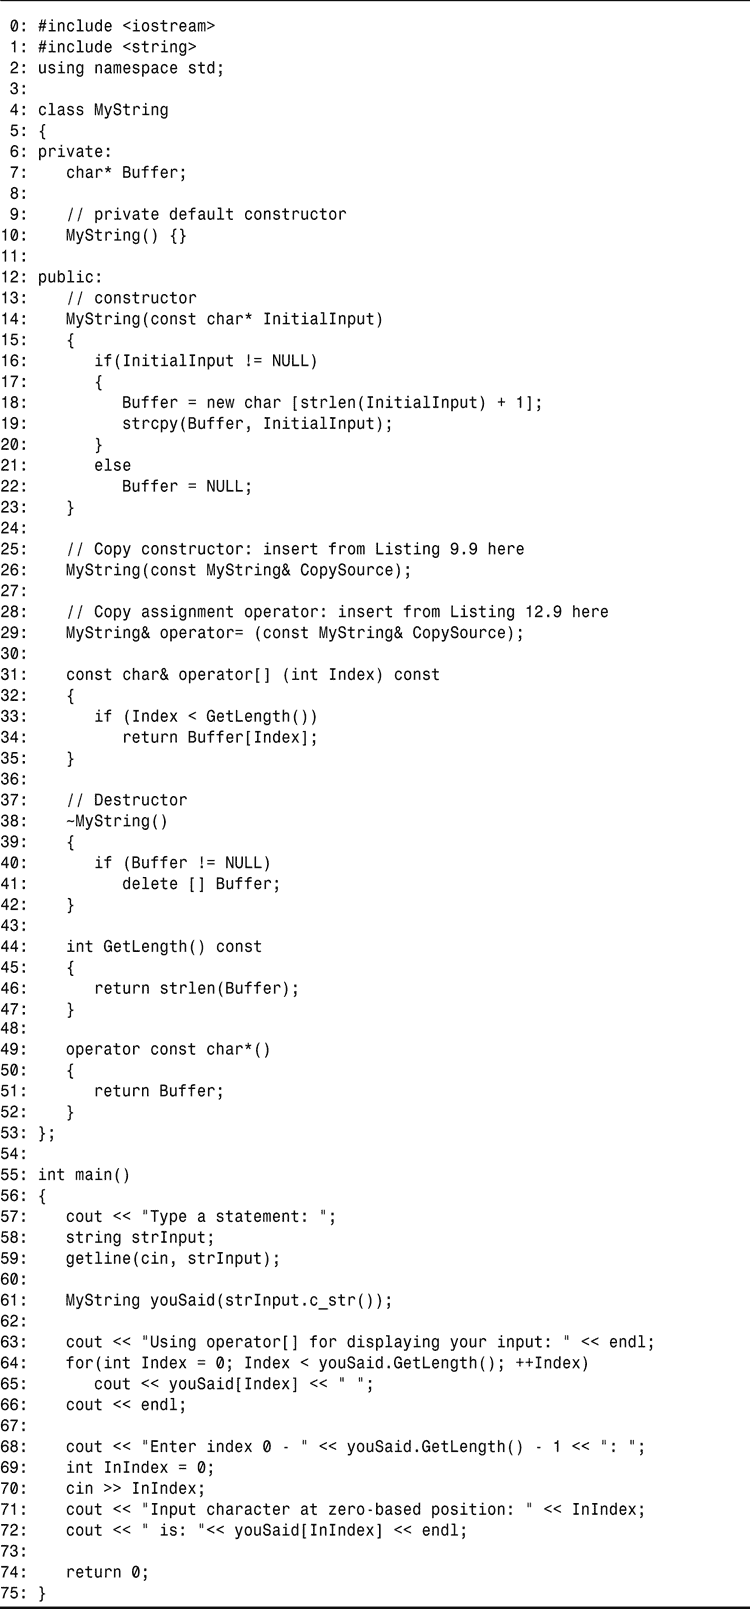 0: #include <iostream>
1: #include <string>
2: using namespace std;
3:
4: class MyString
5: {
6: private:
7:    char* Buffer;
8:
9:    // private default constructor
10:    MyString() {}
11:
12: public:
13:    // constructor
14:    MyString(const char* InitialInput)
15:    {
16:       if(InitialInput != NULL)
17:       {
18:          Buffer = new char [strlen(InitialInput) + 1];
19:          strcpy(Buffer, InitialInput);
20:       }
21:       else
22:          Buffer = NULL;
23:    }
24:
25:    // Copy constructor: insert from Listing 9.9 here
26:    MyString(const MyString& CopySource);
27:
28:    // Copy assignment operator: insert from Listing 12.9 here
29:    MyString& operator= (const MyString& CopySource);
30:
31:    const char& operator[] (int Index) const
32:    {
33:       if (Index < GetLength())
34:          return Buffer[Index];
35:    }
36:
37:    // Destructor
38:    ~MyString()
39:    {
40:       if (Buffer != NULL)
41:          delete [] Buffer;
42:    }
43:
44:    int GetLength() const
45:    {
46:       return strlen(Buffer);
47:    }
48:
49:    operator const char*()
50:    {
51:       return Buffer;
52:    }
53: };
54:
55: int main()
56: {
57:    cout << "Type a statement: ";
58:    string strInput;
59:    getline(cin, strInput);
60:
61:    MyString youSaid(strInput.c_str());
62:
63:    cout << "Using operator[] for displaying your input: " << endl;
64:    for(int Index = 0; Index < youSaid.GetLength(); ++Index)
65:       cout << youSaid[Index] << " ";
66:    cout << endl;
67:
68:    cout << "Enter index 0 - " << youSaid.GetLength() - 1 << ": ";
69:    int InIndex = 0;
70:    cin >> InIndex;
71:    cout << "Input character at zero-based position: " << InIndex;
72:    cout << " is: "<< youSaid[InIndex] << endl;
73:
74:    return 0;
75: }